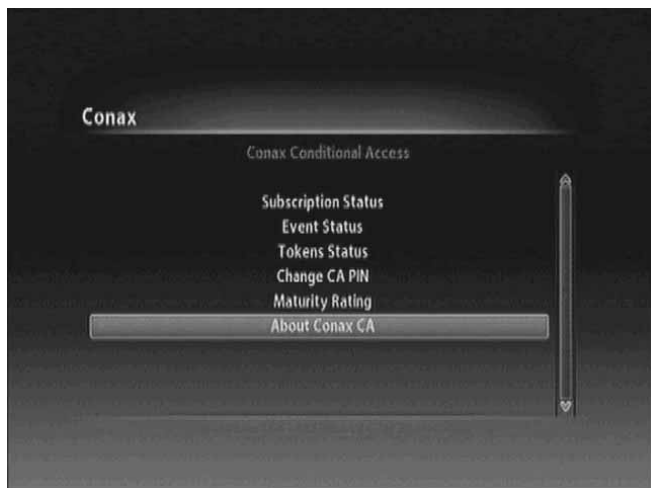 Conax
Conax Conditional Access
Subscription Status
Event Status
Tokens Status
Change CA PIN
Maturity Rating
About Conax CA